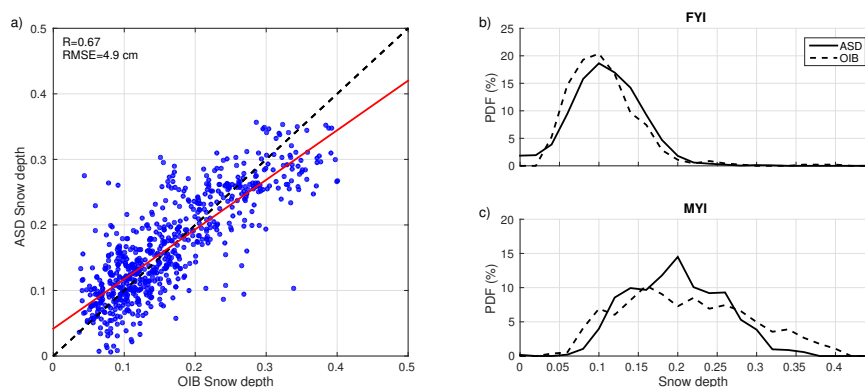 a)
R=0.67
RMSE=4.9 cm
0.5
0.4
0.3
0.2
0.1
0
ASD Snow depth
0 0.1 0.2 0.3 0.4 0.5
OIB Snow depth
b)
FYI
25
20
15
10
5
0
PDF (%)
ASD
OIB
c)
MYI
20
15
10
5
0
PDF (%)
0 0.05 0.1 0.15 0.2 0.25 0.3 0.35 0.4
Snow depth